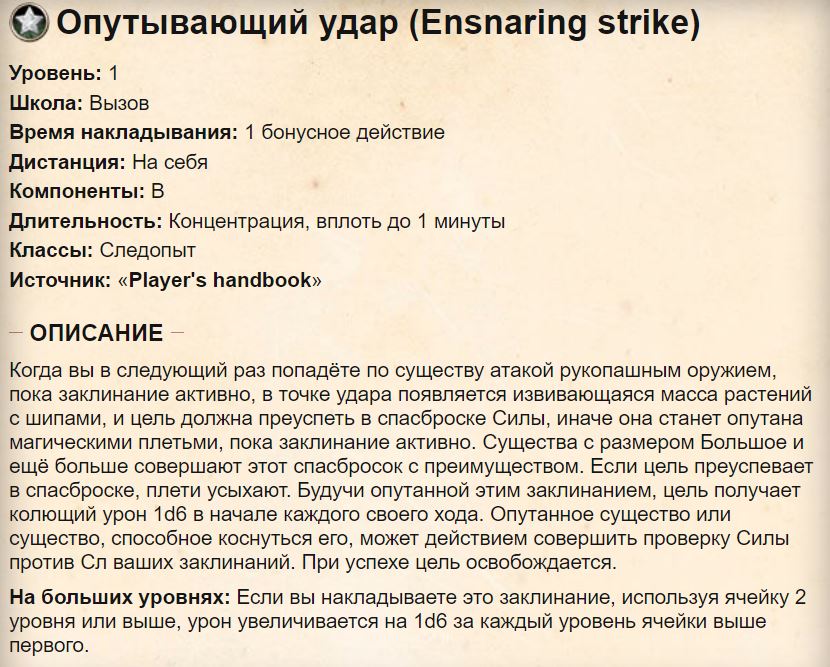 Опутывающий удар (Ensnaring strike)
Уровень: 1
Школа: Вызов
Время накладывания: 1 бонусное действие
Дистанция: На себя
Компоненты: В
Длительность: Концентрация, вплоть до 1 минуты
Классы: Следопыт
Источник: «Player's handbook»
ОПИСАНИЕ
Когда вы в следующий раз попадёте по существу атакой рукопашным оружием,
пока заклинание активно, в точке удара появляется извивающаяся масса растений
с шипами, и цель должна преуспеть в спасброске Силы, иначе она станет опутана
магическими плетьми, пока заклинание активно. Существа с размером Большое и
ещё больше совершают этот спасбросок с преимуществом. Если цель преуспевает
в спасброске, плети усыхают. Будучи опутанной этим заклинанием, цель получает
колющий урон 1d6 в начале каждого своего хода. Опутанное существо или
существо, способное коснуться его, может действием совершить проверку Силы
против Сл ваших заклинаний. При успехе цель освобождается.
На больших уровнях: Если вы накладываете это заклинание, используя ячейку 2
уровня или выше, урон увеличивается на 1d6 за каждый уровень ячейки выше
первого.